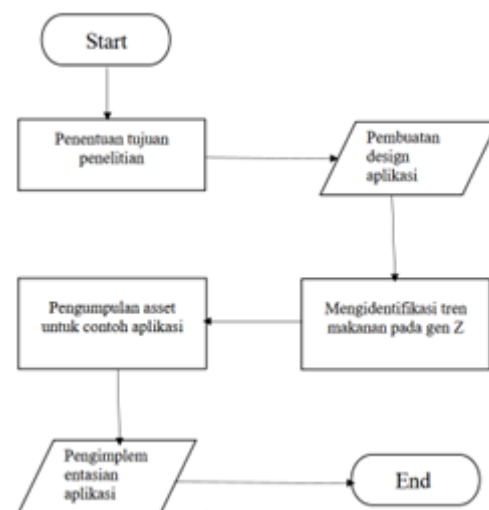 Start
Penentuan tujuan
penelitian
Pembuatan
design
aplikasi
Mengidentifikasi tren
makanan pada gen Z
Pengumpulan asset
untuk contoh aplikasi
Pengimplem
entasian
aplikasi
End